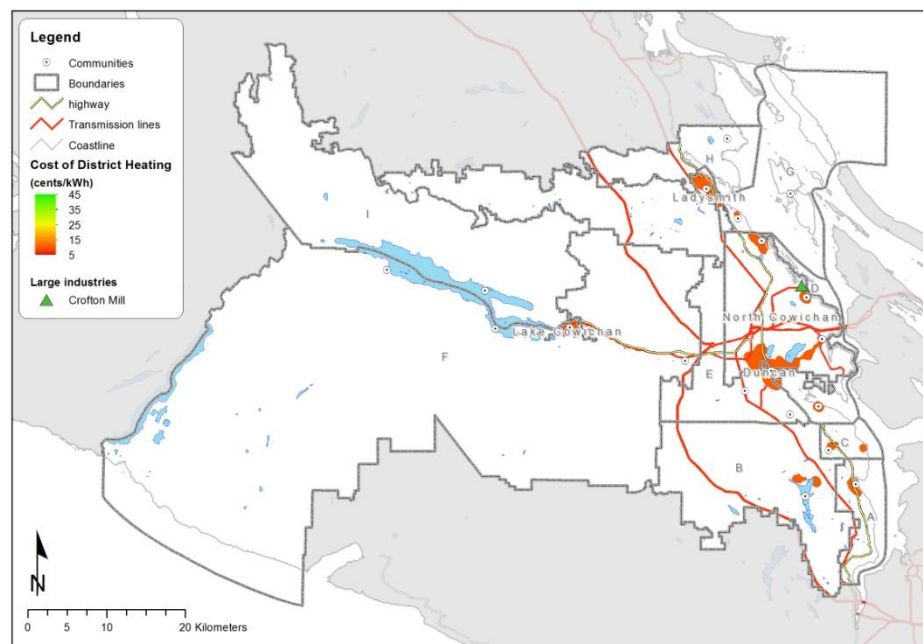 Legend
Communities
Boundaries
highway
Transmission lines
Coastline
Cost of District Heating
(cents/kWh)
45
25
15
5
Large industries
Crofton Mill
H
G
Ladysmith
I
D
North Cowichan
Lake Cowichan
F
E
Duncan
C
B
A
N
0 5 10 20 Kilometers